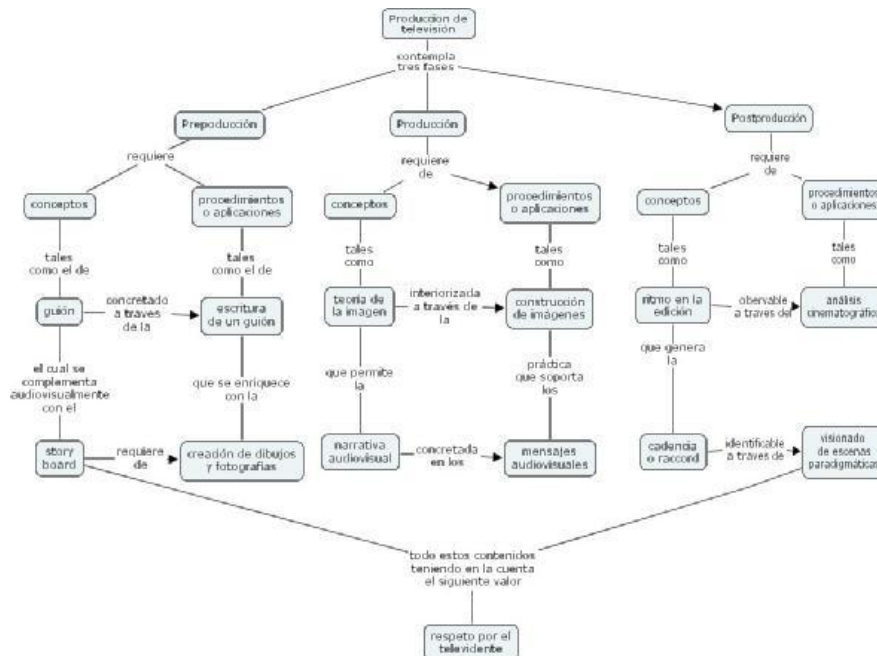 Produccion de
televisión
contempla
tres fases
Prepoducción
Producción
Postproducción
requiere
requiere
de
requiere
de
conceptos
procedimientos
o aplicaciones
conceptos
procedimientos
o aplicaciones
conceptos
procedimientos
o aplicaciones
tales
como el de
tales
como el de
tales
como
tales
como
tales
como
tales
como
guión
concretado
a traves
de la
escritura
de un guión
teoría de
la imagen
interiorizada
a través de
la
construcción
de imágenes
ritmo en la
edición
obervable
a traves del
análisis
cinematográfico
el cual se
complementa
audiovisualmente
con el
que se enriquece
con la
que permite
la
práctica
que soporta
los
que genera
la
story
board
requiere
de
creación de dibujos
y fotografias
narrativa
audiovisual
concretada
en los
mensajes
audiovisuales
cadencia
o raccord
identificable
a traves de
visionado
de escenas
paradigmáticas
todo estos contenidos
teniendo en la cuenta
el siguiente valor
respeto por el
televidente